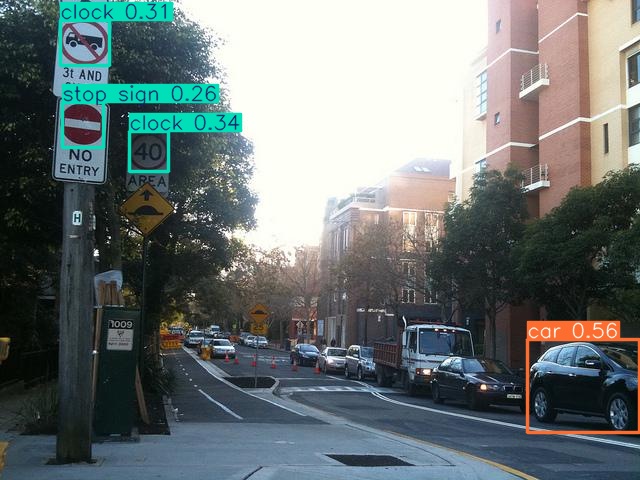 clock 0.31
3t AND
stop sign 0.26
NO
ENTRY
clock 0.34
40
AREA
H
1009
car 0.56